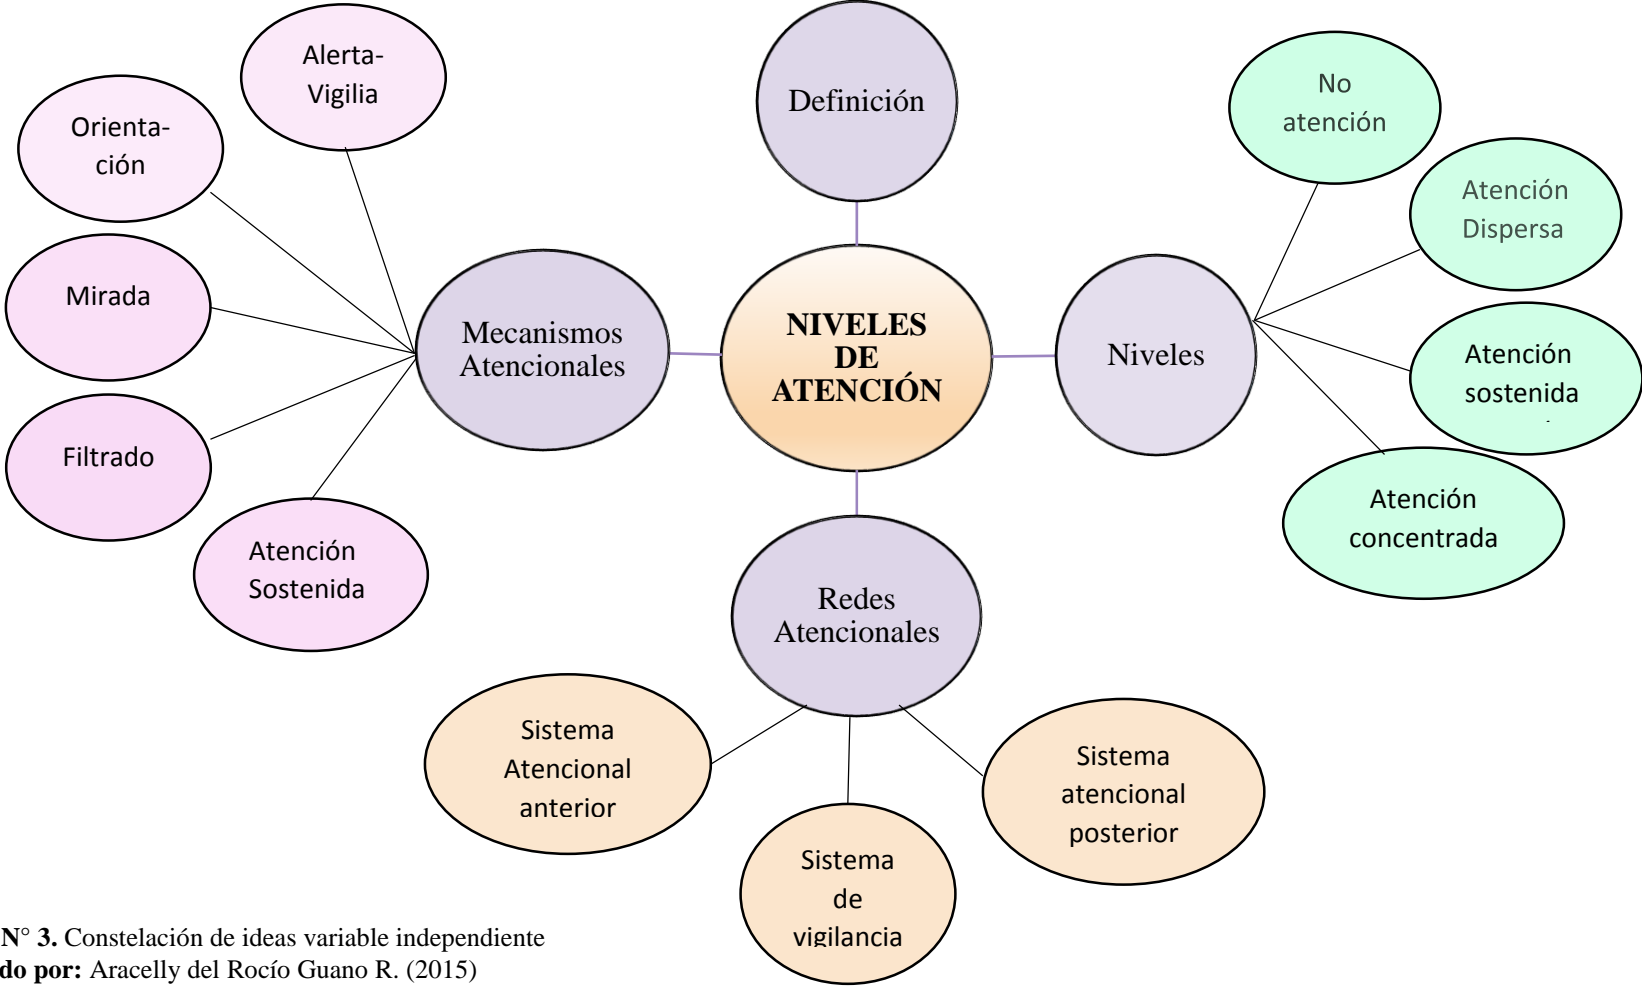 Alerta-
Vigilia
Orienta-
ción
Mirada
Filtrado
Atención
Sostenida
Mecanismos
Atencionales
Definición
NIVELES
DE
ATENCIÓN
Niveles
No
atención
Atención
Dispersa
Atención
sostenida
Atención
concentrada
Redes
Atencionales
Sistema
Atencional
anterior
Sistema
de
vigilancia
Sistema
atencional
posterior
N° 3. Constelación de ideas variable independiente
do por: Aracelly del Rocío Guano R. (2015)